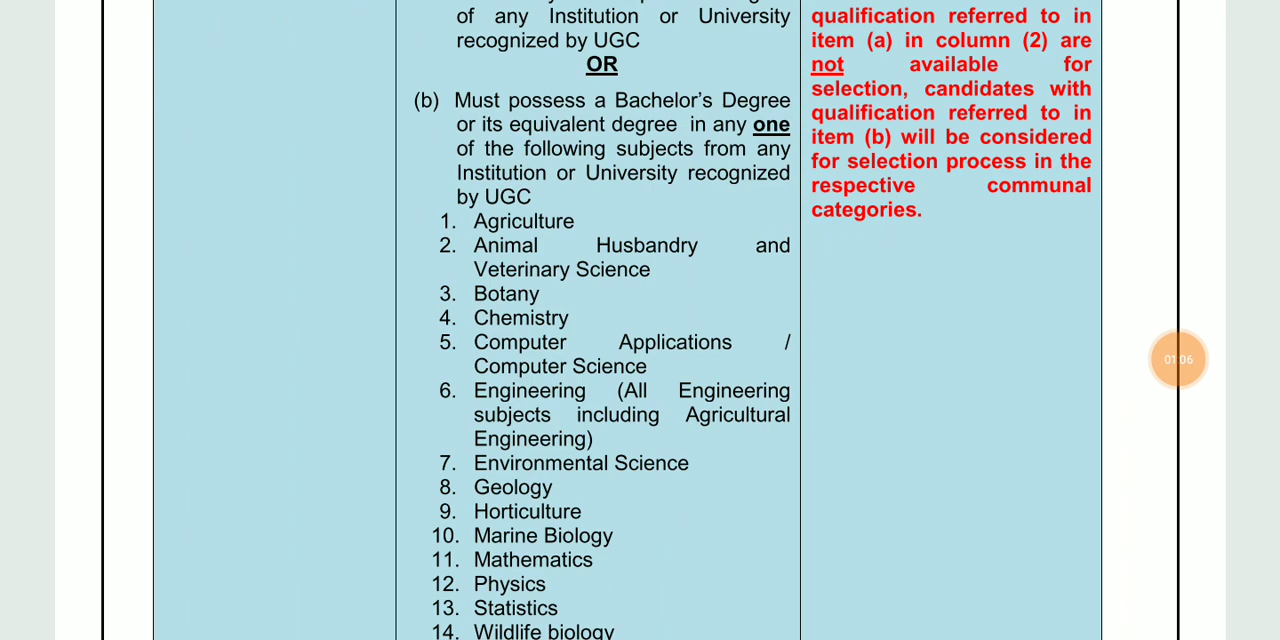 of any Institution or University
recognized by UGC
OR
(b) Must possess a Bachelor’s Degree
or its equivalent degree in any one
of the following subjects from any
Institution or University recognized
by UGC
1. Agriculture
2. Animal Husbandry and
Veterinary Science
3. Botany
4. Chemistry
5. Computer Applications /
Computer Science
6. Engineering (All Engineering
subjects including Agricultural
Engineering)
7. Environmental Science
8. Geology
9. Horticulture
10. Marine Biology
11. Mathematics
12. Physics
13. Statistics
14. Wildlife biology
qualification referred to in
item (a) in column (2) are
not available for
selection, candidates with
qualification referred to in
item (b) will be considered
for selection process in the
respective communal
categories.
01:06